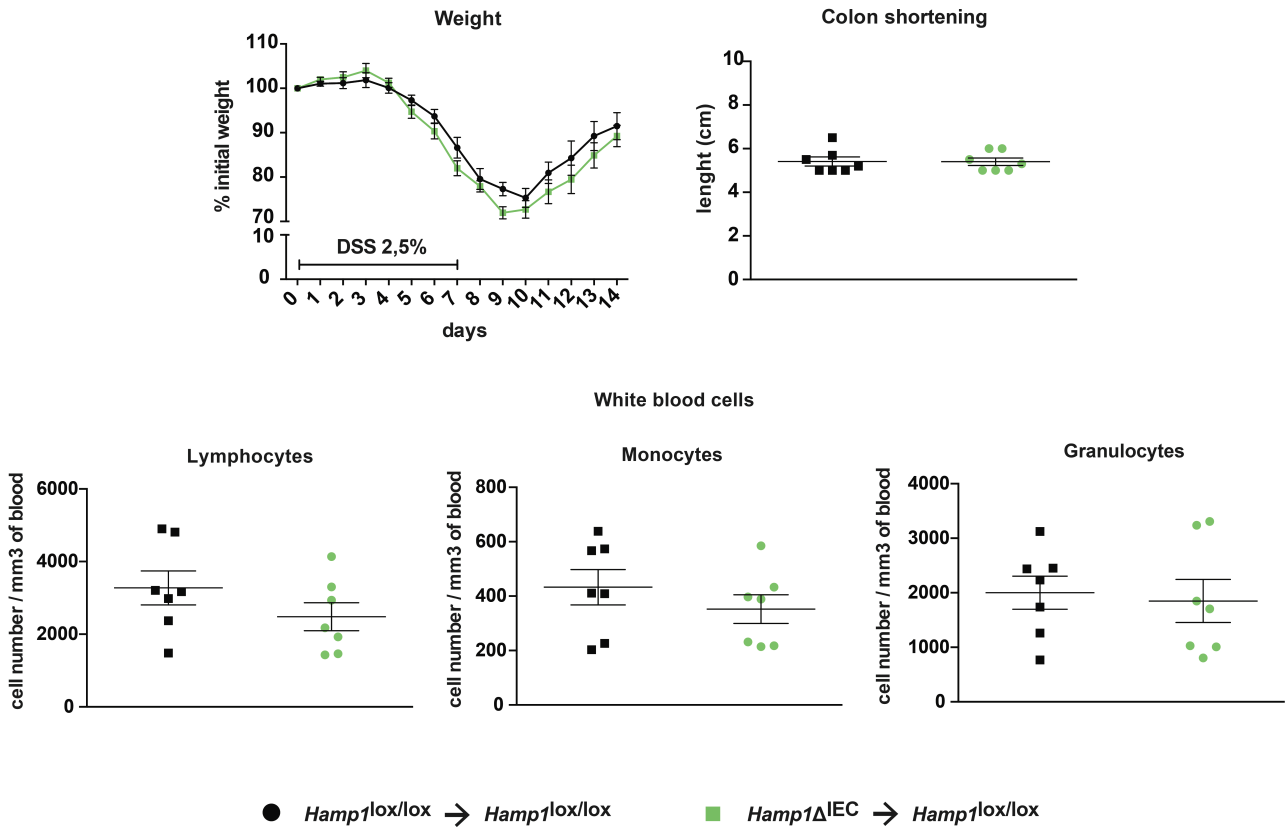 Weight
% initial weight
110
100
90
80
70
10
0
DSS 2,5%
0 1 2 3 4 5 6 7 8 9 10 11 12 13 14
days
Colon shortening
lenght (cm)
10
8
6
4
2
0
White blood cells
Lymphocytes
cell number / mm3 of blood
6000
4000
2000
0
Monocytes
cell number / mm3 of blood
800
600
400
200
0
Granulocytes
cell number / mm3 of blood
4000
3000
2000
1000
0
Hamp1lox/lox → Hamp1lox/lox
Hamp1ΔIEC → Hamp1lox/lox